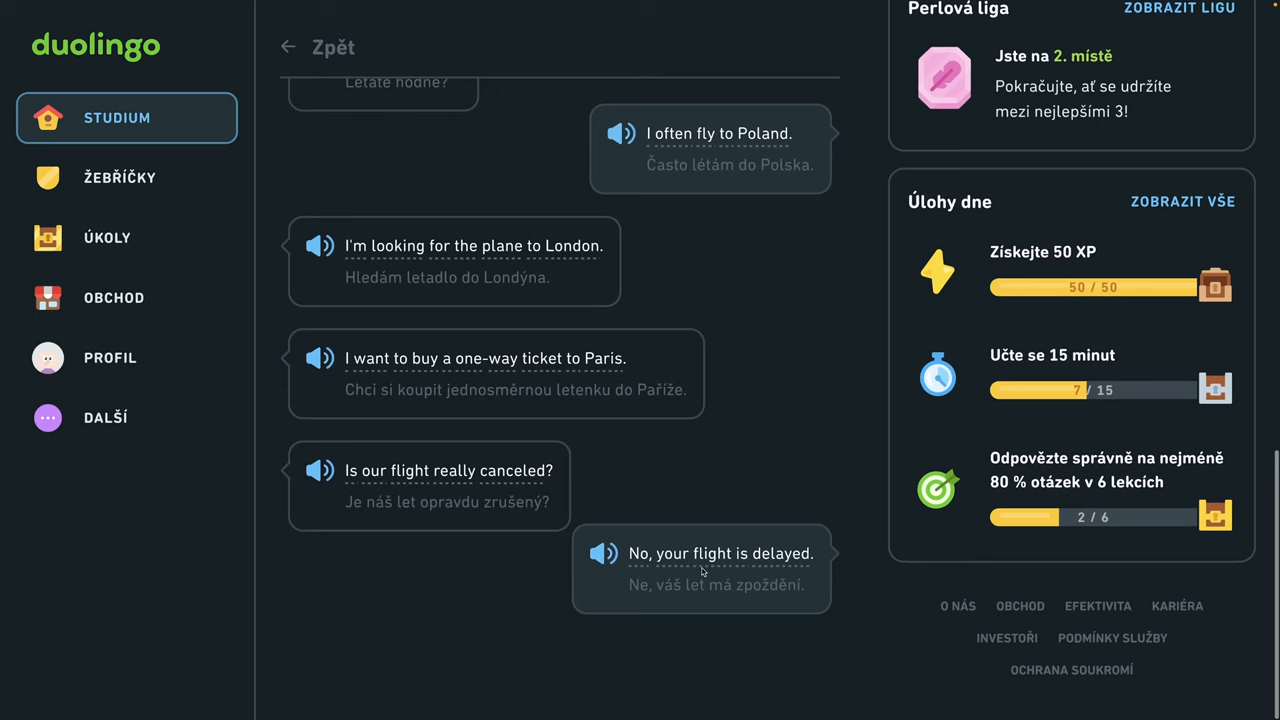 duolingo
STUDIUM
ŽEBŘÍČKY
ÚKOLY
OBCHOD
PROFIL
DALŠÍ
Zpět
Létáte hodně?
I often fly to Poland.
Často létám do Polska.
I'm looking for the plane to London.
Hledám letadlo do Londýna.
I want to buy a one-way ticket to Paris.
Chci si koupit jednosměrnou letenku do Paříže.
Is our flight really canceled?
Je náš let opravdu zrušený?
No, your flight is delayed.
Ne, váš let má zpoždění.
Perlová liga
ZOBRAZIT LIGU
Jste na 2. místě
Pokračujte, ať se udržíte
mezi nejlepšími 3!
Úlohy dne
ZOBRAZIT VŠE
Získejte 50 XP
50 / 50
Učte se 15 minut
7 / 15
Odpovězte správně na nejméně
80 % otázek v 6 lekcích
2 / 6
O NÁS OBCHOD EFEKTIVITA KARIÉRA
INVESTOŘI PODMÍNKY SLUŽBY
OCHRANA SOUKROMÍ